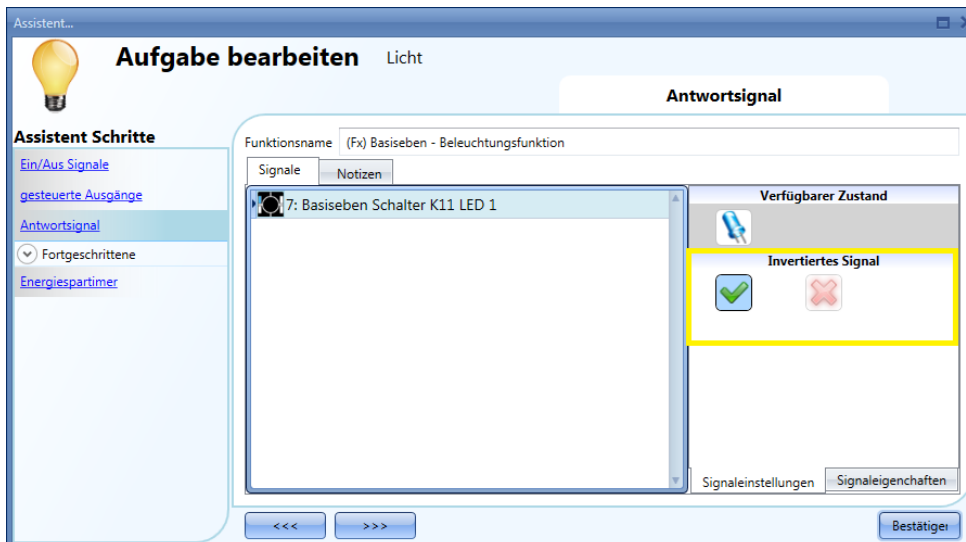 Assistent...
Aufgabe bearbeiten Licht
Antwortsignal
Assistent Schritte
Ein/Aus Signale
gesteuerte Ausgänge
Antwortsignal
Fortgeschrittene
Energiespartimer
Funktionsname (Fx) Basiseben - Beleuchtungsfunktion
Signale Notizen
7: Basiseben Schalter K11 LED 1
Verfügbarer Zustand
Invertiertes Signal
Signaleinstellungen Signaleigenchaften
<<< >>> Bestätiger